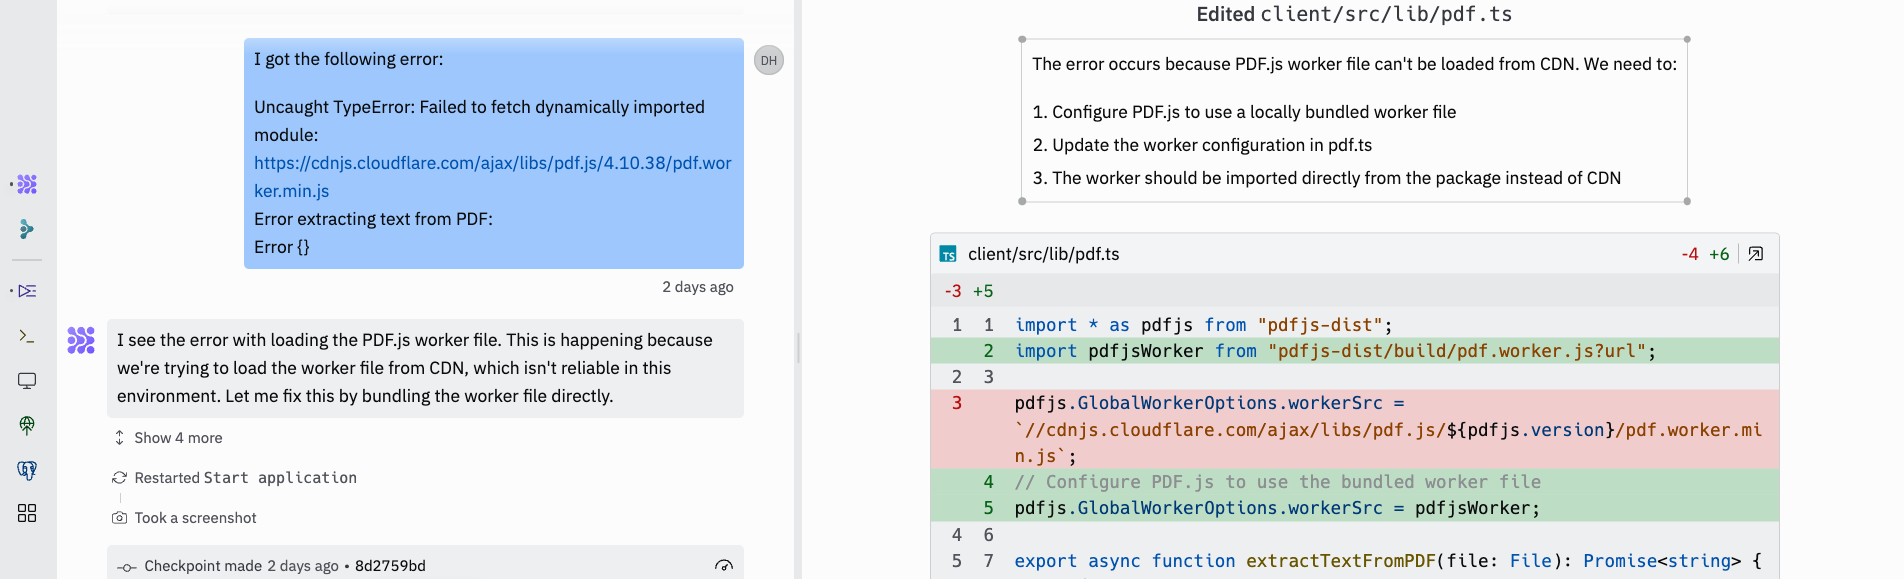 I got the following error:
DH
Uncaught TypeError: Failed to fetch dynamically imported
module:
https://cdnjs.cloudflare.com/ajax/libs/pdf.js/4.10.38/pdf.wor
ker.min.js
Error extracting text from PDF:
Error {}
2 days ago
I see the error with loading the PDF.js worker file. This is happening because
we're trying to load the worker file from CDN, which isn't reliable in this
environment. Let me fix this by bundling the worker file directly.
Show 4 more
Restarted Start application
Took a screenshot
Checkpoint made 2 days ago • 8d2759bd
Edited client/src/lib/pdf.ts
The error occurs because PDF.js worker file can't be loaded from CDN. We need to:
1. Configure PDF.js to use a locally bundled worker file
2. Update the worker configuration in pdf.ts
3. The worker should be imported directly from the package instead of CDN
TS client/src/lib/pdf.ts -4 +6
-3 +5
1 1 import * as pdfjs from "pdfjs-dist";
2 import pdfjsWorker from "pdfjs-dist/build/pdf.worker.js?url";
2 3
3 pdfjs.GlobalWorkerOptions.workerSrc =
`//cdnjs.cloudflare.com/ajax/libs/pdf.js/${pdfjs.version}/pdf.worker.mi
n.js`;
4 // Configure PDF.js to use the bundled worker file
5 pdfjs.GlobalWorkerOptions.workerSrc = pdfjsWorker;
4 6
5 7 export async function extractTextFromPDF(file: File): Promise<string> {